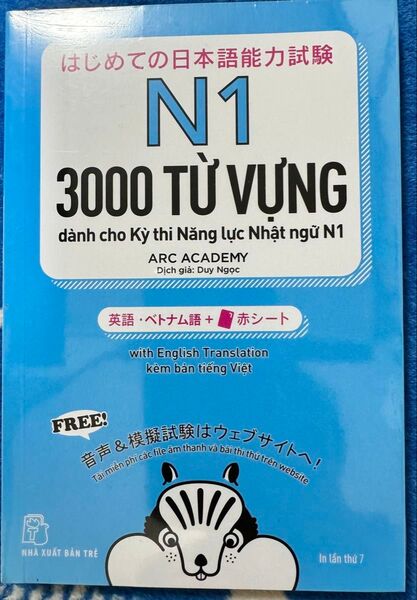 はじめての日本語能力試験
N1
3000 TỪ VỰNG
dành cho Kỳ thi Năng lực Nhật ngữ N1
ARC ACADEMY
Dịch giả: Duy Ngọc
英語・ベトナム語+赤シート
with English Translation
kèm bản tiếng Việt
FREE!
音声&模擬試験はウェブサイトへ!
Tải miễn phí các file âm thanh và bài thi thử trên website
NHÀ XUẤT BẢN TRẺ
In lần thứ 7